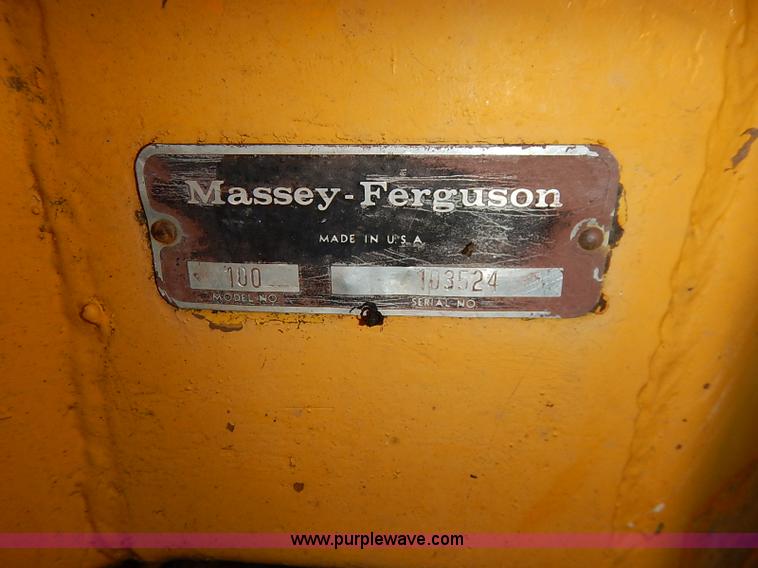 Massey-Ferguson
MADE IN U.S.A
100 103524
MODEL NO. SERIAL NO.
www.purplewave.com